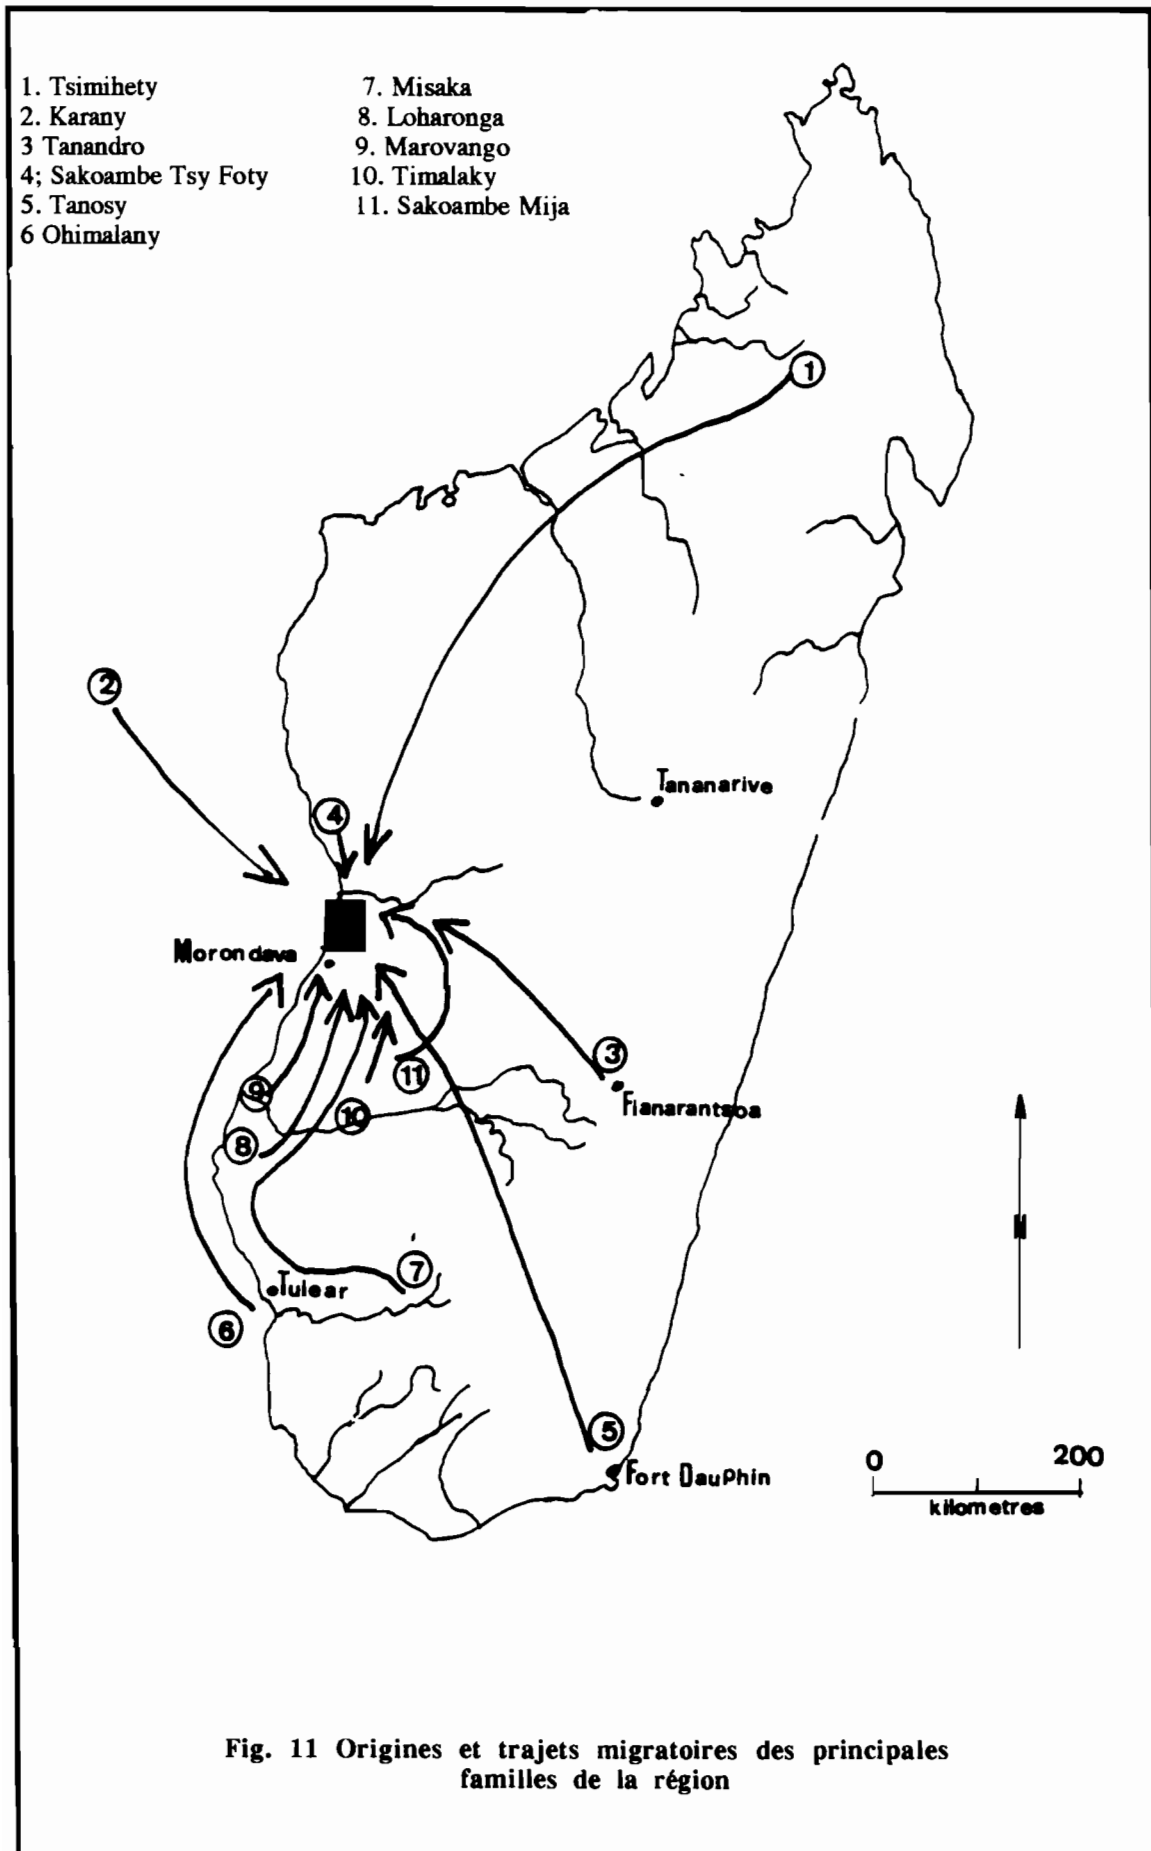 1. Tsimihety
2. Karany
3 Tanandro
4; Sakoambe Tsy Foty
5. Tanosy
6 Ohimalany
7. Misaka
8. Loharonga
9. Marovango
10. Timalaky
11. Sakoambe Mija
1
2
4
Tananarive
Morondava
3
11
9
10
Fianarantsoa
8
N
7
Tulear
6
5
Fort DauPhin
0 200
kilometres
Fig. 11 Origines et trajets migratoires des principales
familles de la région